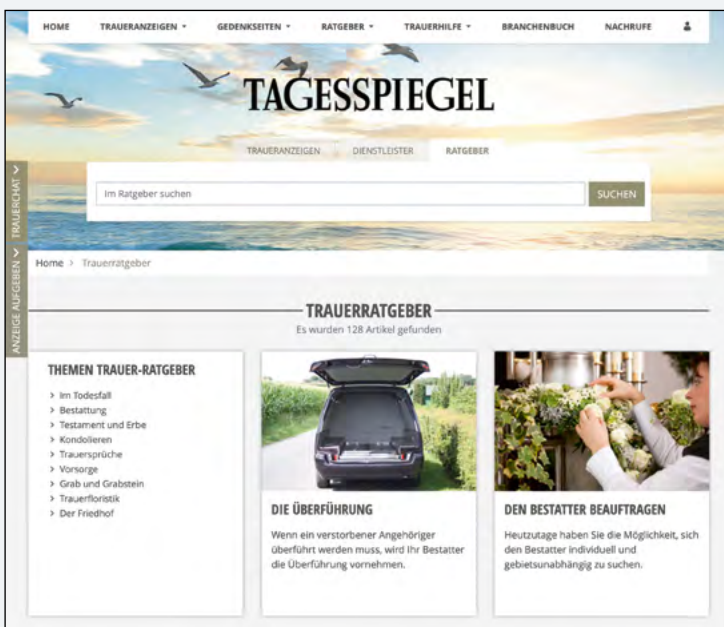 HOME TRAUERANZEIGEN GEDENKSEITEN RATGEBER TRAUERHILFE BRANCHENBUCH NACHRUFE
TAGESSPIEGEL
TRAUERANZEIGEN DIENSTLEISTER RATGEBER
Im Ratgeber suchen SUCHEN
TRAUERCHAT
ANZEIGE AUFGEBEN
Home > Trauerratgeber
TRAUERRATGEBER
Es wurden 128 Artikel gefunden
THEMEN TRAUER-RATGEBER
> Im Todesfall
> Bestattung
> Testament und Erbe
> Kondolieren
> Trauersprüche
> Vorsorge
> Grab und Grabstein
> Trauerfloristik
> Der Friedhof
DIE ÜBERFÜHRUNG
Wenn ein verstorbener Angehöriger
überführt werden muss, wird Ihr Bestatter
die Überführung vornehmen.
DEN BESTATTER BEAUFTRAGEN
Heutzutage haben Sie die Möglichkeit, sich
den Bestatter individuell und
gebietsunabhängig zu suchen.